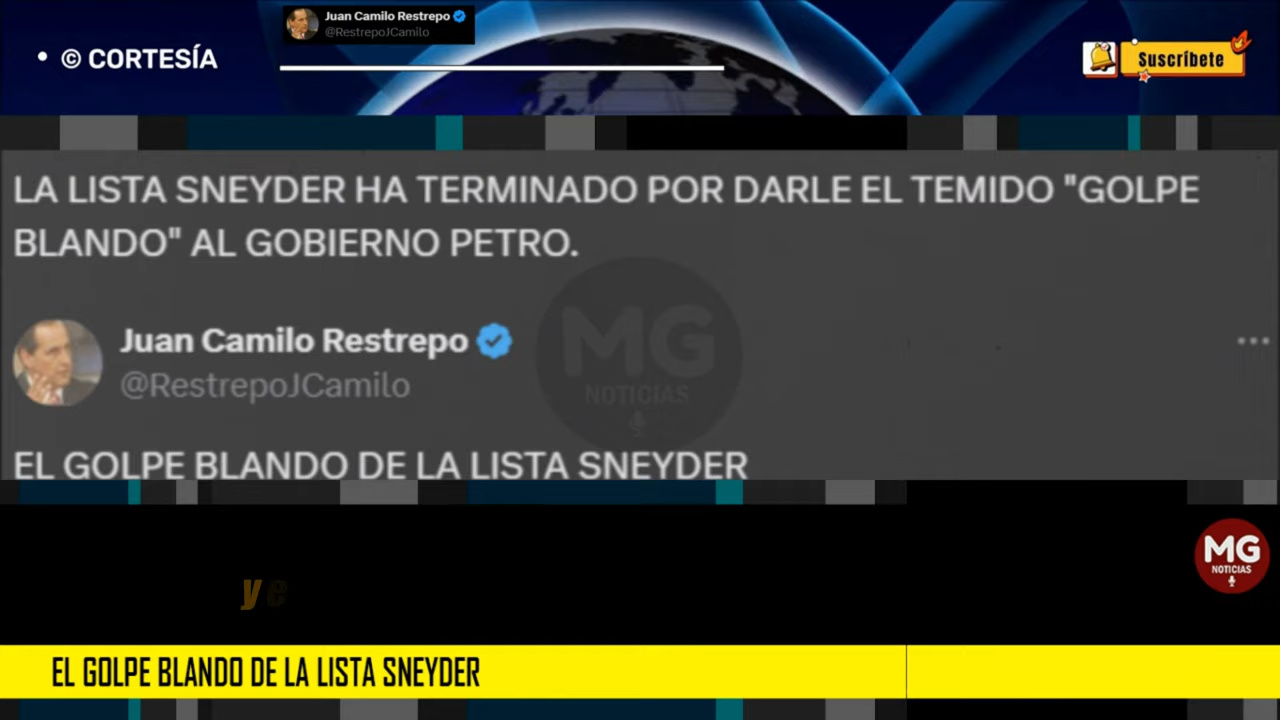 Juan Camilo Restrepo
@RestrepoJCamilo
• © CORTESÍA
Suscríbete
LA LISTA SNEYDER HA TERMINADO POR DARLE EL TEMIDO "GOLPE
BLANDO" AL GOBIERNO PETRO.
MG
NOTICIAS
Juan Camilo Restrepo
@RestrepoJCamilo
EL GOLPE BLANDO DE LA LISTA SNEYDER
MG
NOTICIAS
ye
EL GOLPE BLANDO DE LA LISTA SNEYDER